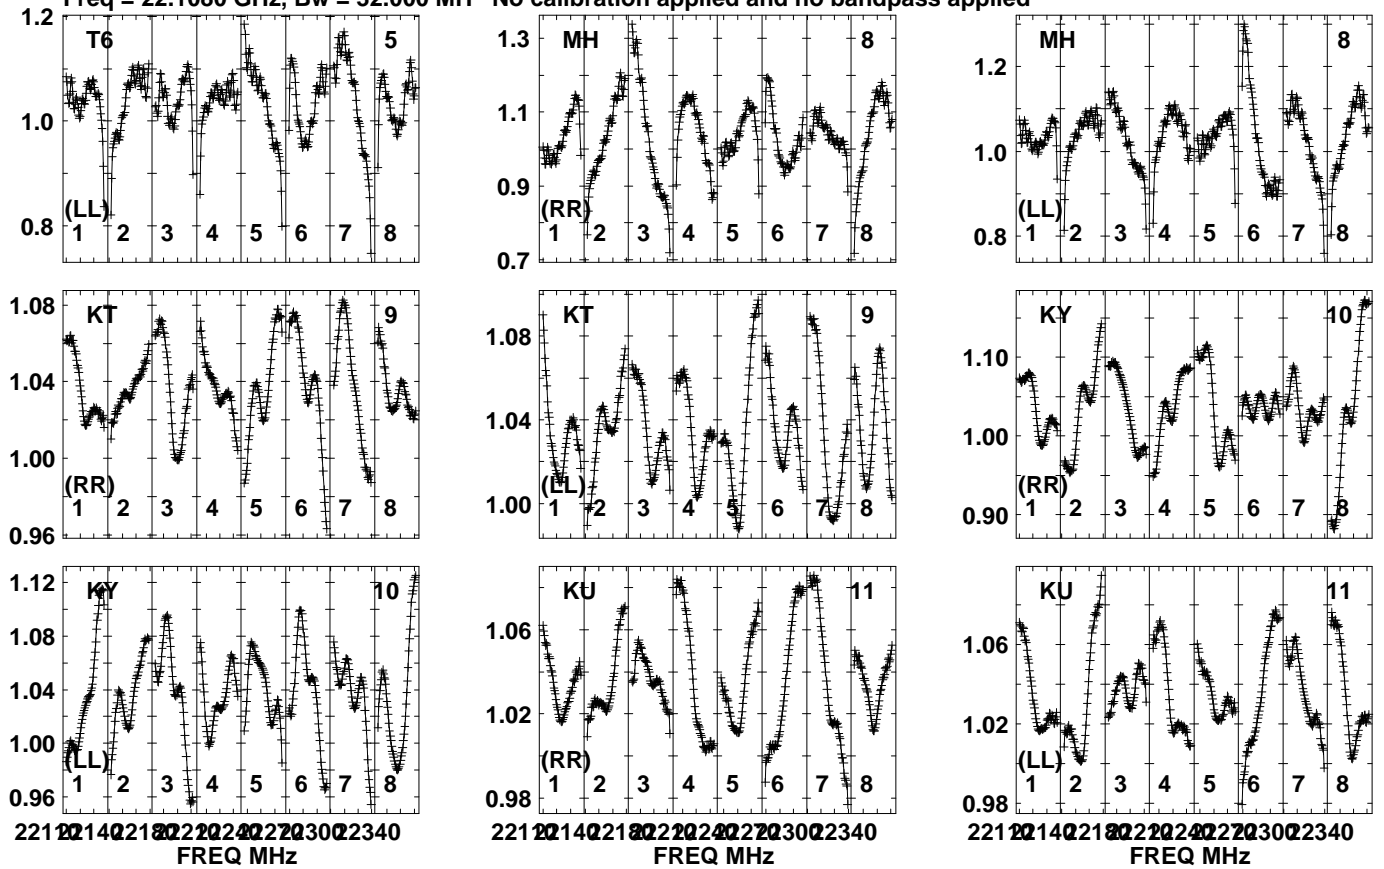 Freq = 22.1080 GHz, Bw = 32.000 MH No calibration applied and no bandpass applied
1.2
1.0
0.8
T6 5
(LL)
1 2 3 4 5 6 7 8
1.3
1.1
0.9
0.7
MH 8
(RR)
1 2 3 4 5 6 7 8
1.2
1.0
0.8
MH 8
(LL)
1 2 3 4 5 6 7 8
1.08
1.04
1.00
0.96
KT 9
(RR)
1 2 3 4 5 6 7 8
1.08
1.04
1.00
KT 9
(LL)
1 2 3 4 5 6 7 8
1.10
1.00
0.90
KY 10
(RR)
1 2 3 4 5 6 7 8
1.12
1.08
1.04
1.00
0.96
KY 10
(LL)
1 2 3 4 5 6 7 8
1.06
1.02
0.98
KU 11
(RR)
1 2 3 4 5 6 7 8
1.06
1.02
0.98
KU 11
(LL)
1 2 3 4 5 6 7 8
22340
FREQ MHz
22340
FREQ MHz
22340
FREQ MHz